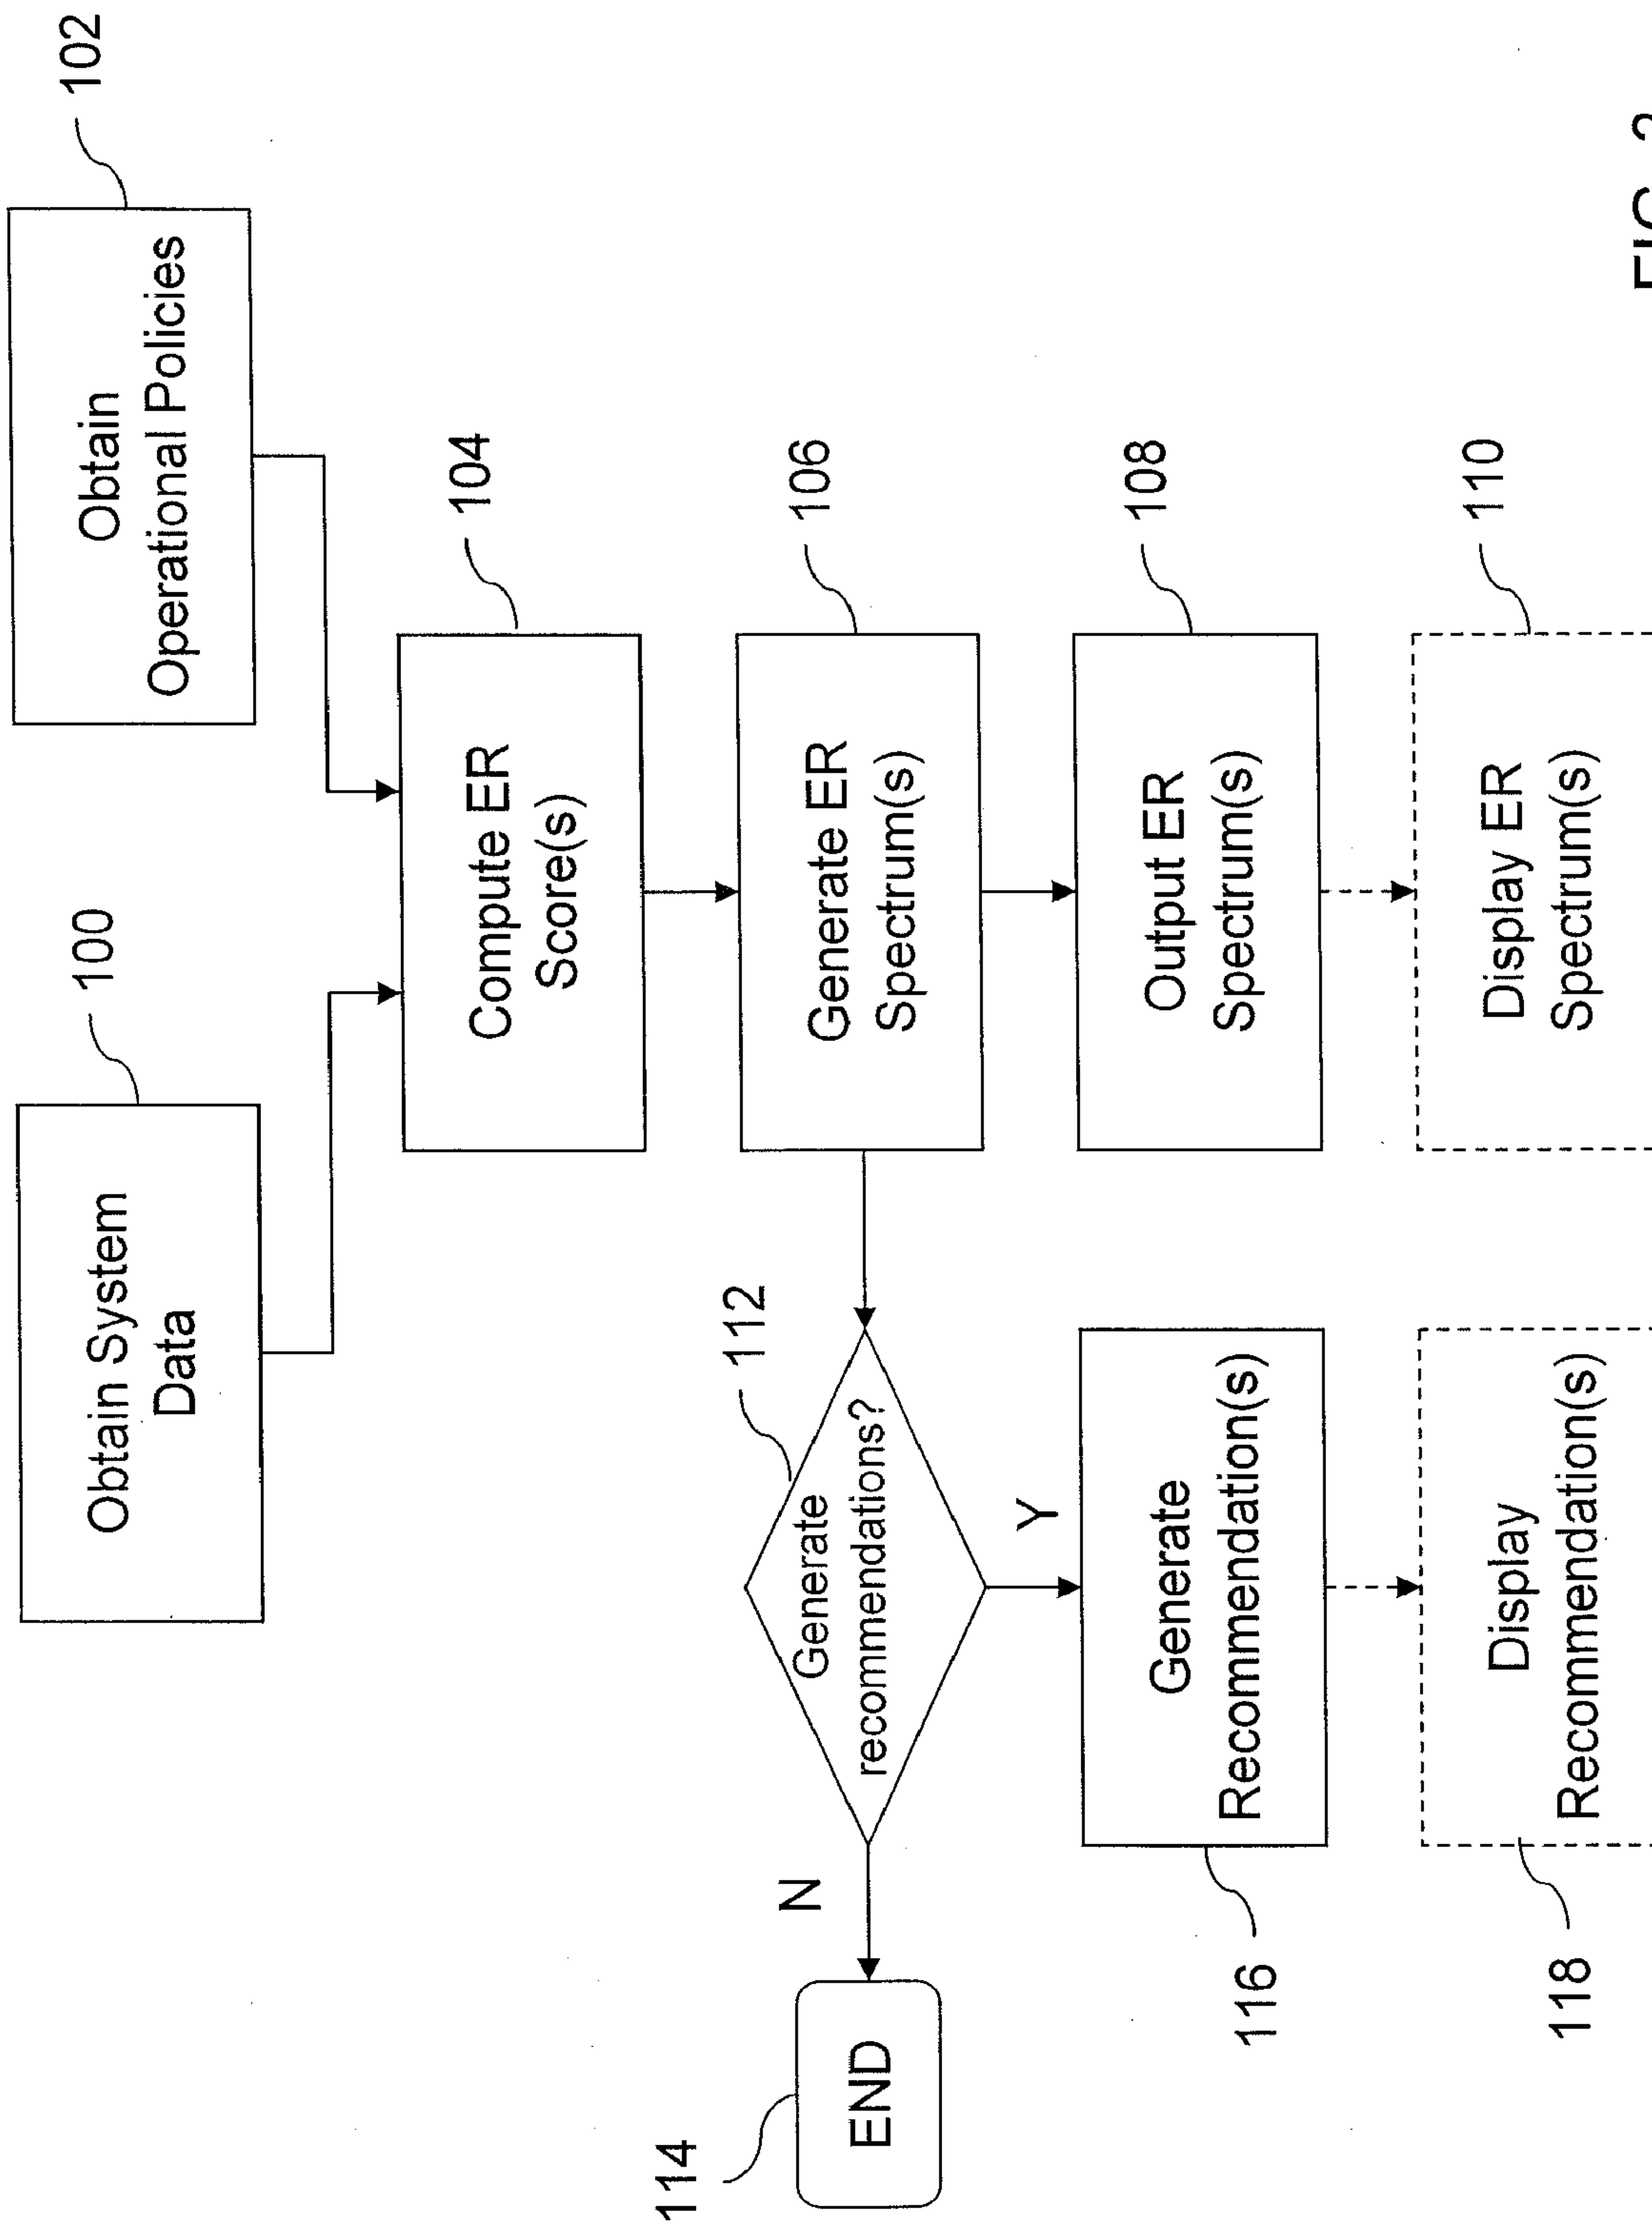 Obtain System
Data
100
Obtain
Operational Policies
102
Compute ER
Score(s)
104
114
END
N
112
Generate
recommendations?
Y
Generate ER
Spectrum(s)
106
116
Generate
Recommendation(s)
Output ER
Spectrum(s)
108
118
Display
Recommendation(s)
Display ER
Spectrum(s)
110
FIG